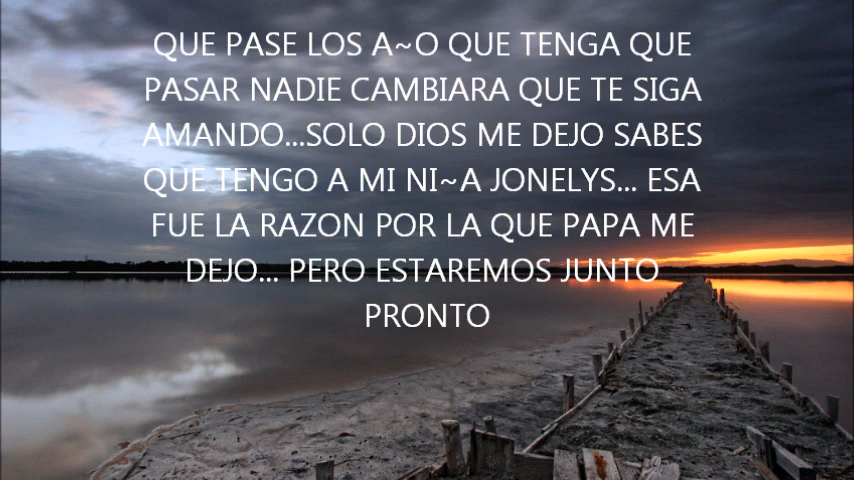 QUE PASE LOS A~O QUE TENGA QUE
PASAR NADIE CAMBIARA QUE TE SIGA
AMANDO...SOLO DIOS ME DEJO SABES
QUE TENGO A MI NI~A JONELYS... ESA
FUE LA RAZON POR LA QUE PAPA ME
DEJO... PERO ESTAREMOS JUNTO
PRONTO